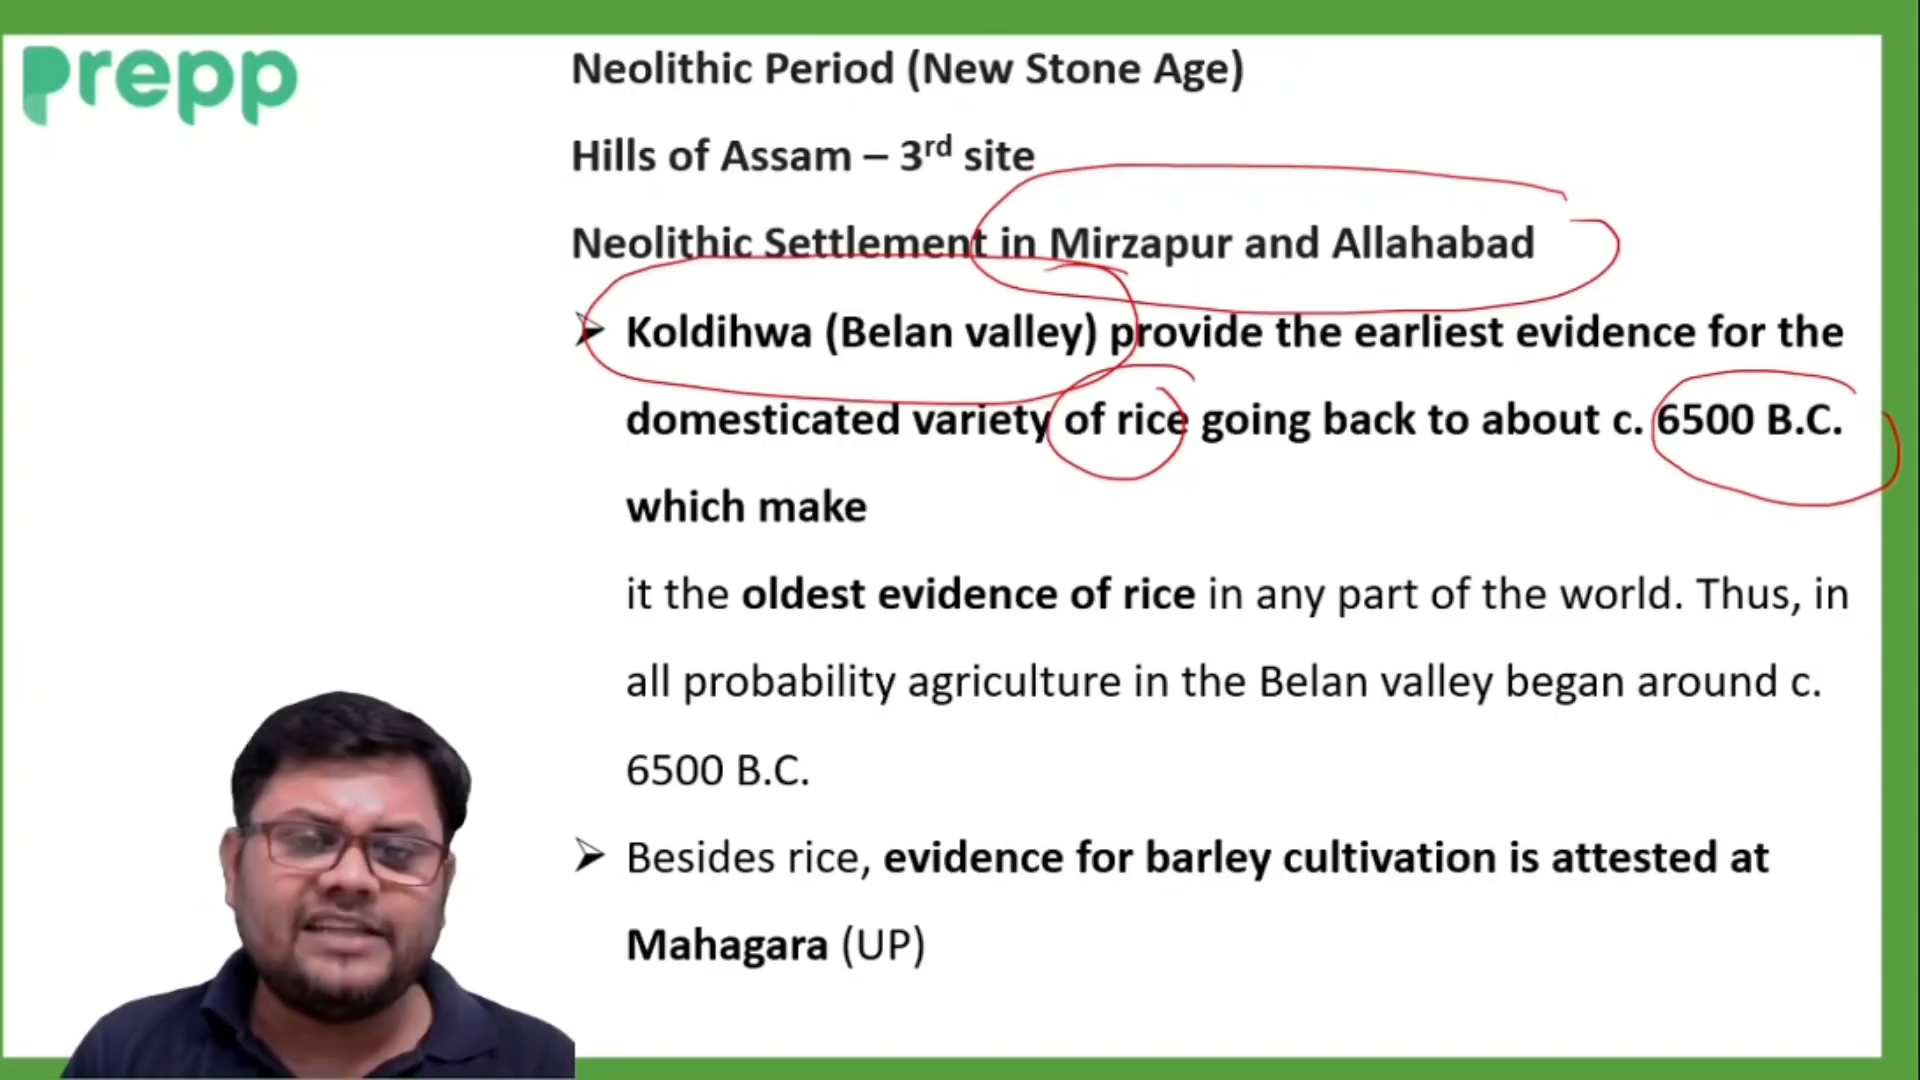 prepp
Neolithic Period (New Stone Age)
Hills of Assam – 3rd site
Neolithic Settlement in Mirzapur and Allahabad
➢ Koldihwa (Belan valley) provide the earliest evidence for the
domesticated variety of rice going back to about c. 6500 B.C.
which make
it the oldest evidence of rice in any part of the world. Thus, in
all probability agriculture in the Belan valley began around c.
6500 B.C.
➢ Besides rice, evidence for barley cultivation is attested at
Mahagara (UP)